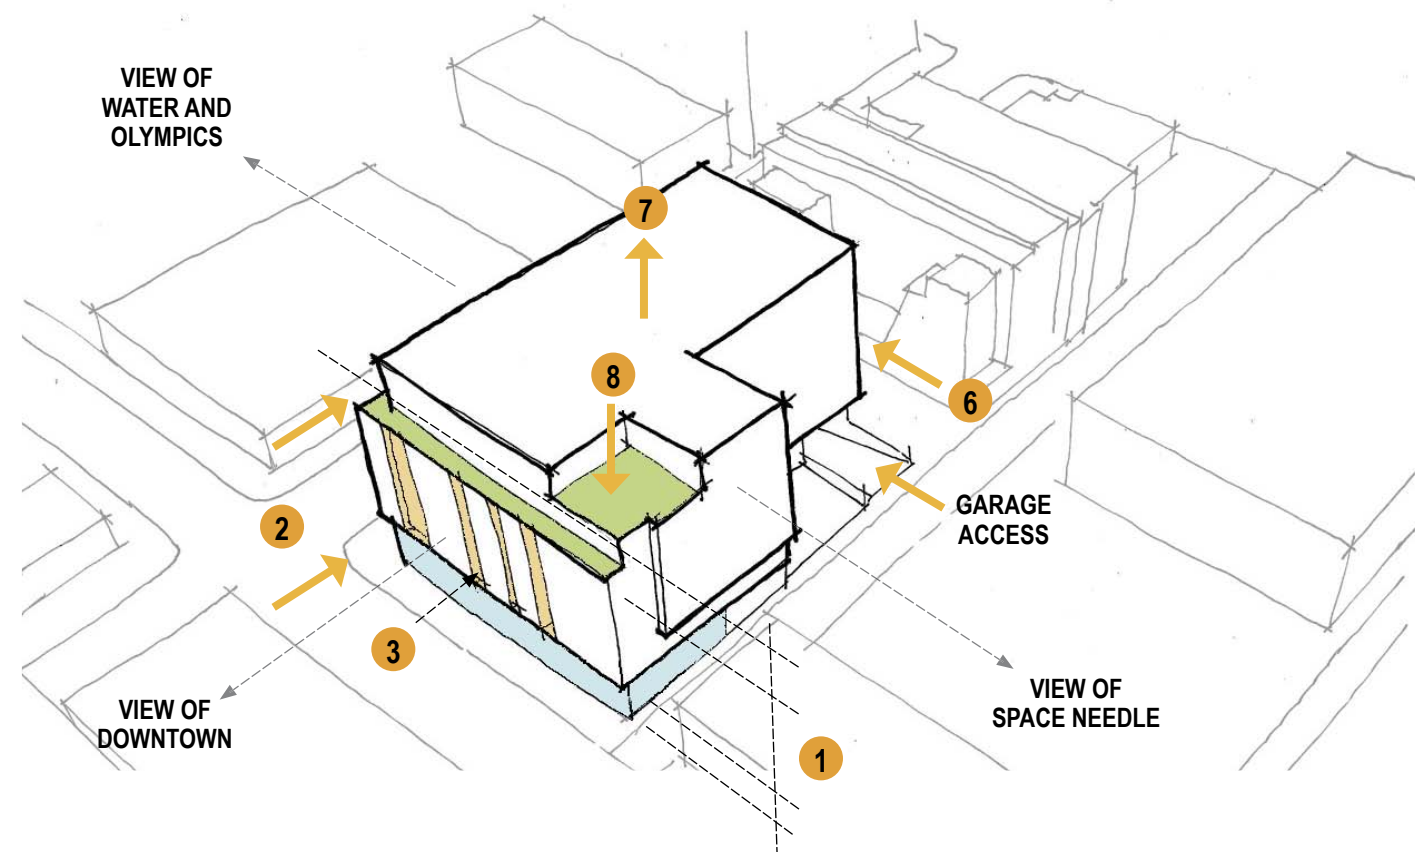 VIEW OF
WATER AND
OLYMPICS
7
8
6
GARAGE
ACCESS
2
3
VIEW OF
DOWNTOWN
VIEW OF
SPACE NEEDLE
1